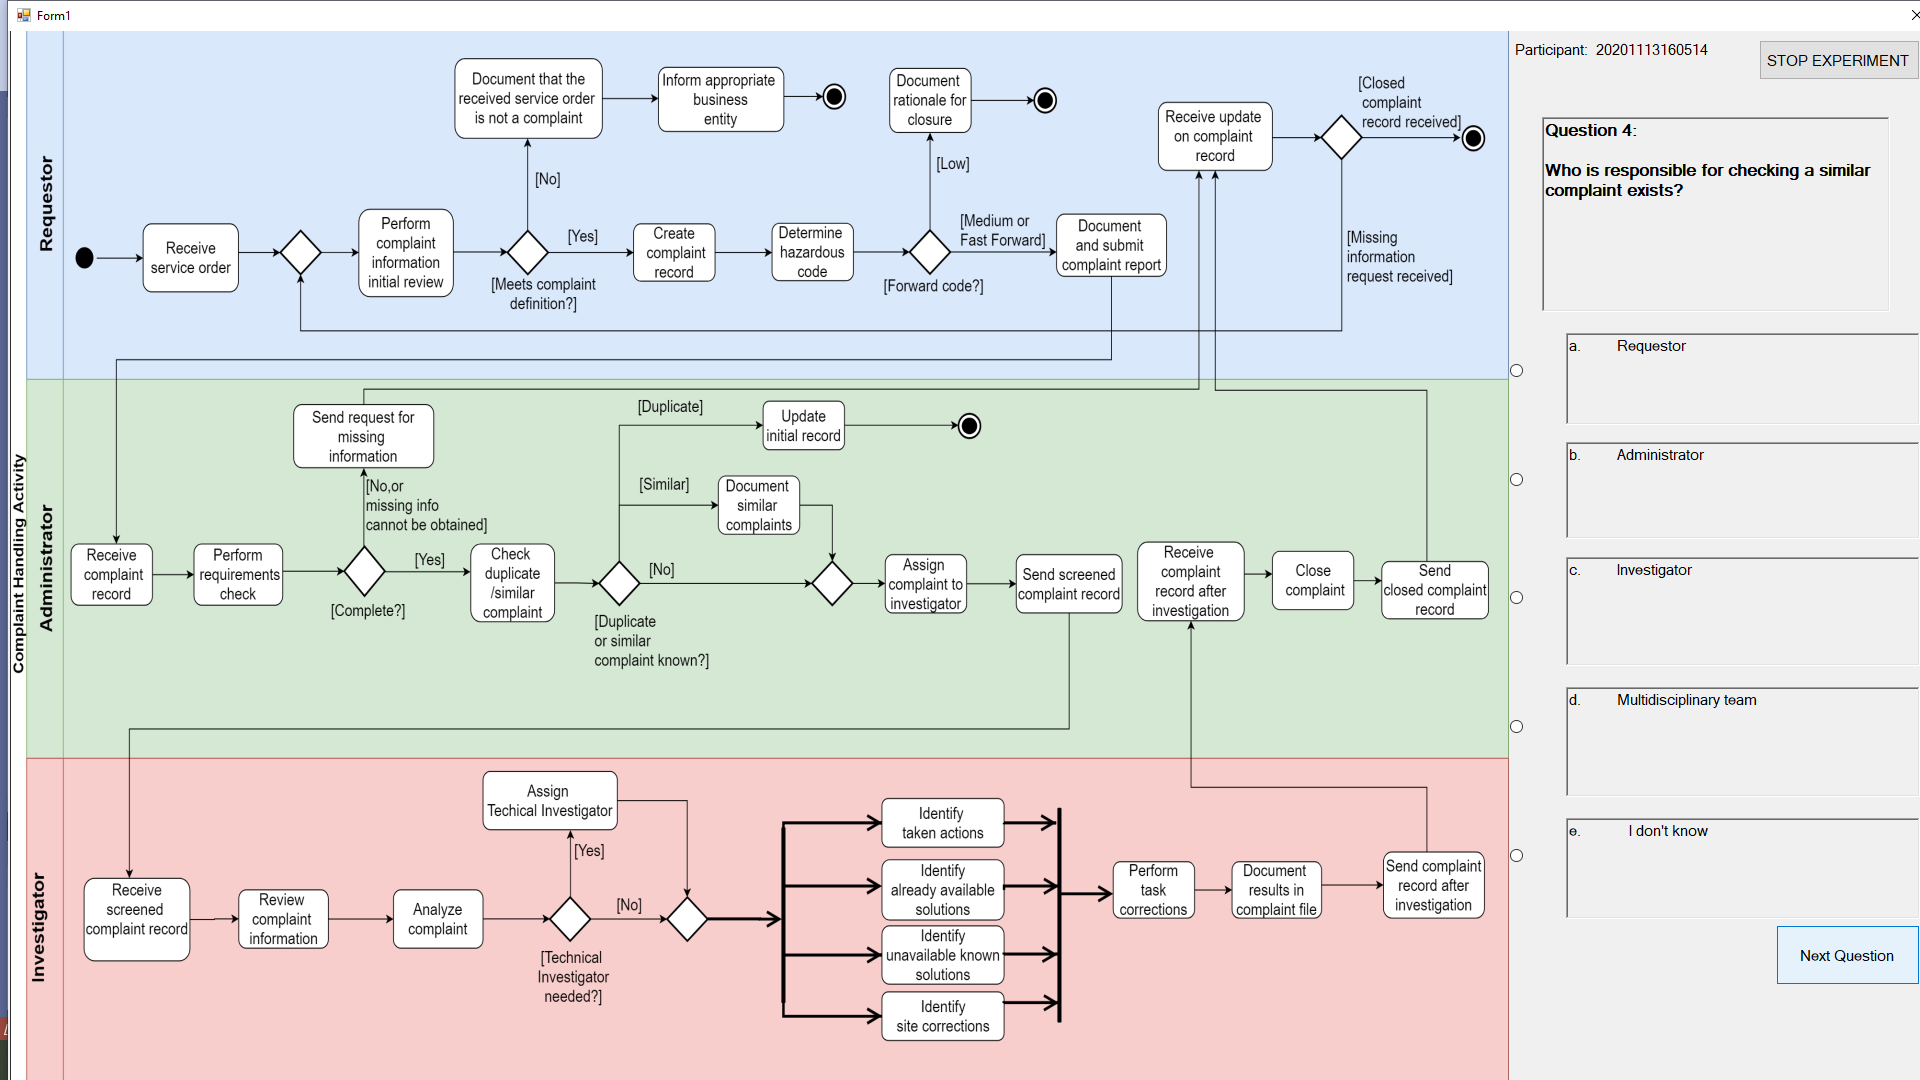 Form1
Participant: 20201113160514
STOP EXPERIMENT
Question 4:
Who is responsible for checking a similar
complaint exists?
a. Requestor
b. Administrator
c. Investigator
d. Multidisciplinary team
e. I don't know
Next Question
Complaint Handling Activity
Requestor
Document that the
received service order
is not a complaint
Inform appropriate
business
entity
Document
rationale for
closure
Receive update
on complaint
record
[Closed
complaint
record received]
[No]
[Low]
Receive
service order
Perform
complaint
information
initial review
[Yes]
[Meets complaint
definition?]
Create
complaint
record
Determine
hazardous
code
[Medium or
Fast Forward]
[Forward code?]
Document
and submit
complaint report
[Missing
information
request received]
Administrator
Send request for
missing
information
[Duplicate]
Update
initial record
[No,or
missing info
cannot be obtained]
[Similar]
Document
similar
complaints
Receive
complaint
record
Perform
requirements
check
[Yes]
[Complete?]
Check
duplicate
/similar
complaint
[No]
[Duplicate
or similar
complaint known?]
Assign
complaint to
investigator
Send screened
complaint record
Receive
complaint
record after
investigation
Close
complaint
Send
closed complaint
record
Investigator
Assign
Techical Investigator
[Yes]
Receive
screened
complaint record
Review
complaint
information
Analyze
complaint
[No]
[Technical
Investigator
needed?]
Identify
taken actions
Identify
already available
solutions
Identify
unavailable known
solutions
Identify
site corrections
Perform
task
corrections
Document
results in
complaint file
Send complaint
record after
investigation